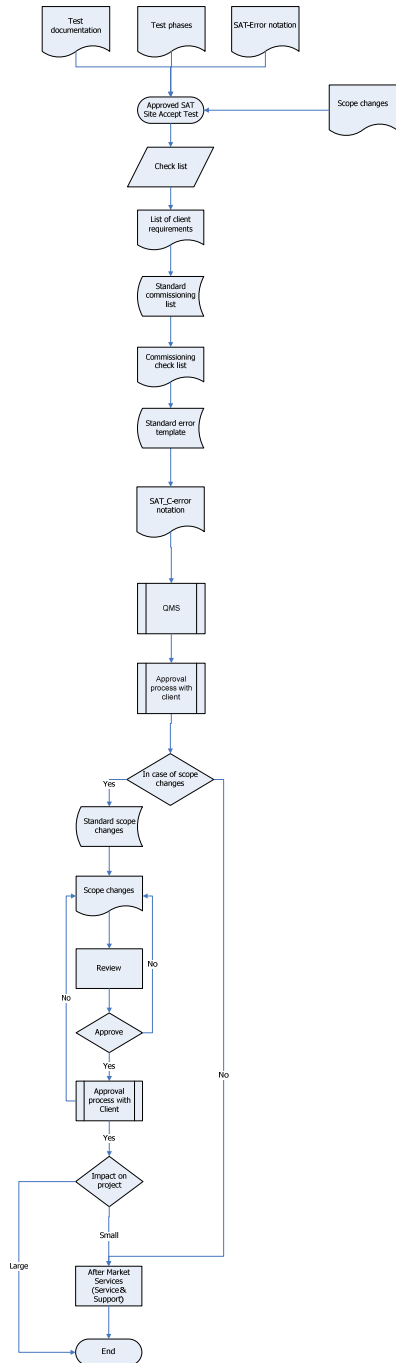 Test
documentation
Test phases
SAT-Error notation
Approved SAT
Site Accept Test
Scope changes
Check list
List of client
requirements
Standard
commissioning
list
Commissioning
check list
Standard error
template
SAT_C-error
notation
QMS
Approval
process with
client
In case of scope
changes
Yes
Standard scope
changes
Scope changes
Review
No
No
Approve
Yes
No
Approval
process with
Client
Yes
Impact on
project
Small
Large
After Market
Services
(Service&
Support)
End